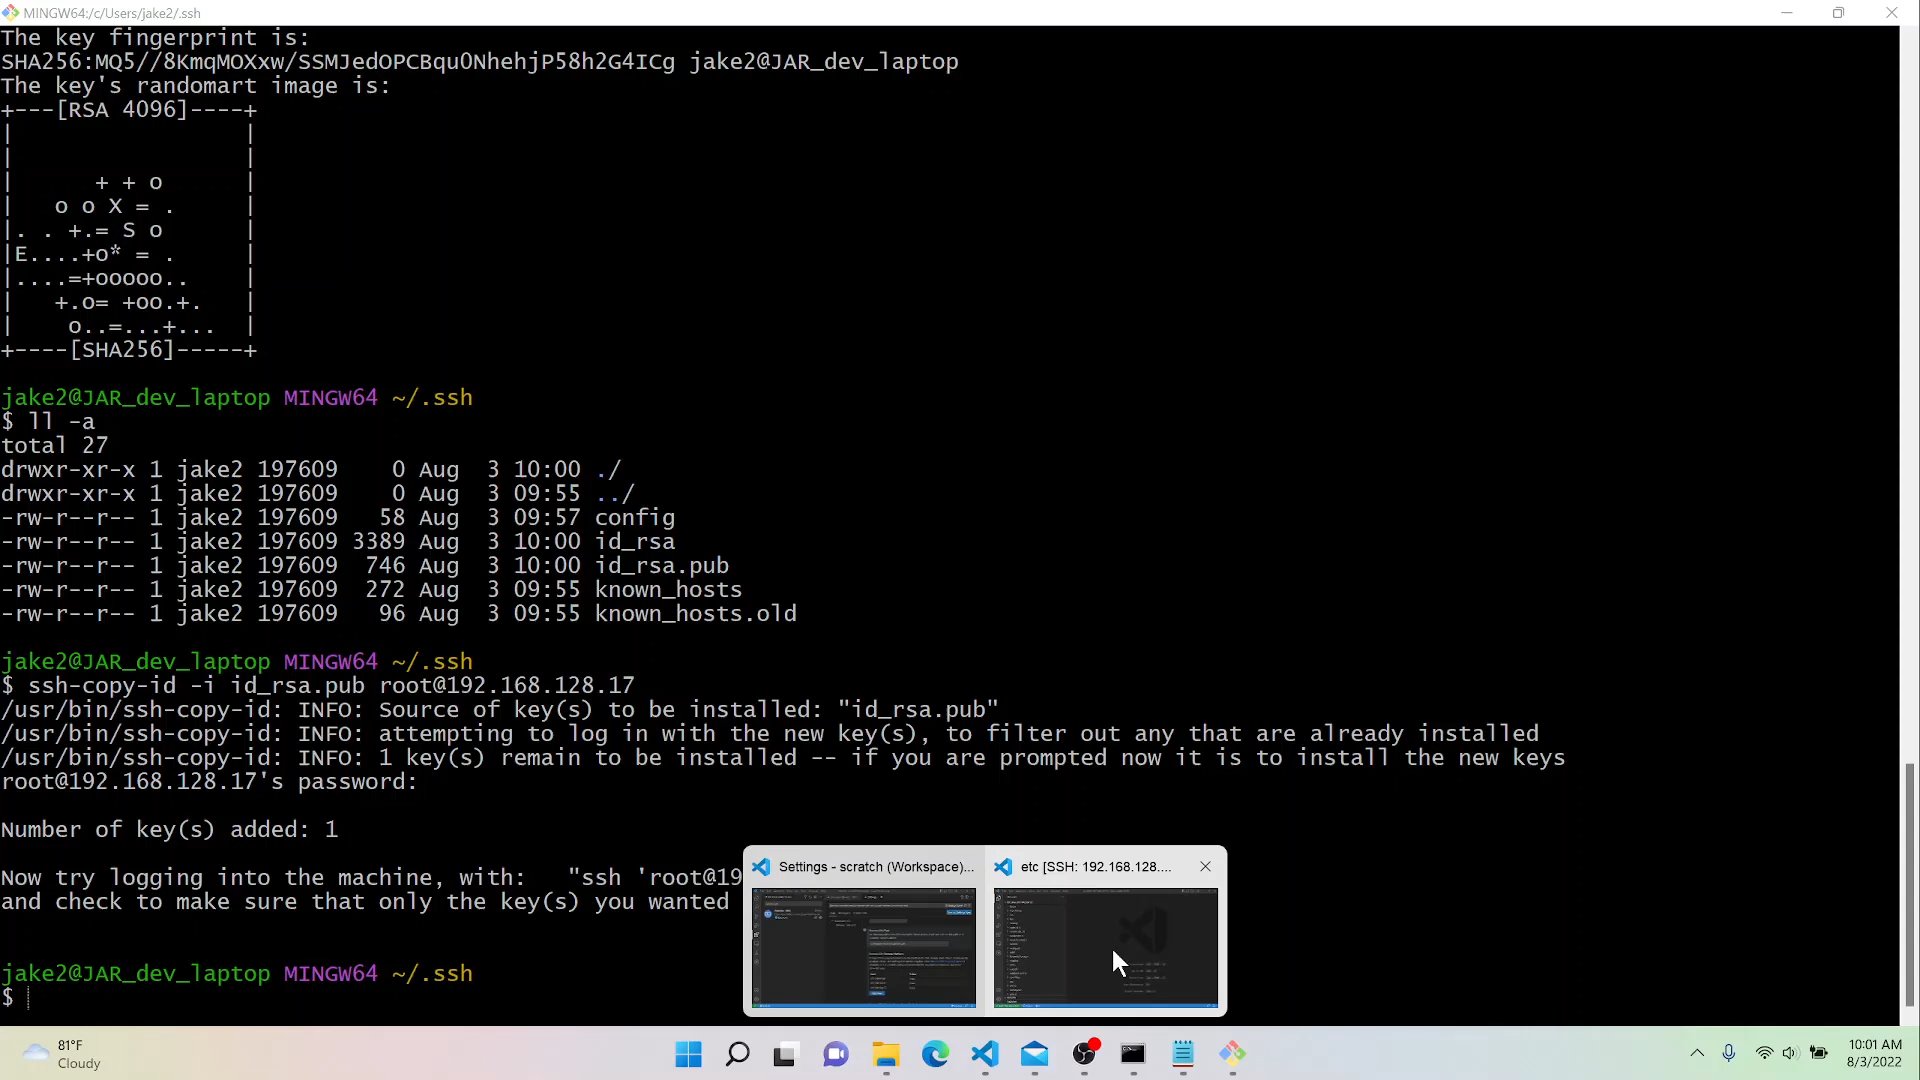 MINGW64:/c/Users/jake2/.ssh
The key fingerprint is:
SHA256:MQ5//8KmqMOXxw/SSMJedOPCBqu0NhehjP58h2G4ICg jake2@JAR_dev_laptop
The key's randomart image is:
+---[RSA 4096]----+
|                 |
|                 |
|      + + o      |
|   o o X = .     |
|. . +.= S o      |
|E....+o* = .     |
|....=+ooooo..    |
|   +.o= +oo.+.   |
|    o..=...+...  |
+----[SHA256]-----+
jake2@JAR_dev_laptop MINGW64 ~/.ssh
$ ll -a
total 27
drwxr-xr-x 1 jake2 197609    0 Aug  3 10:00 ./
drwxr-xr-x 1 jake2 197609    0 Aug  3 09:55 ../
-rw-r--r-- 1 jake2 197609   58 Aug  3 09:57 config
-rw-r--r-- 1 jake2 197609 3389 Aug  3 10:00 id_rsa
-rw-r--r-- 1 jake2 197609  746 Aug  3 10:00 id_rsa.pub
-rw-r--r-- 1 jake2 197609  272 Aug  3 09:55 known_hosts
-rw-r--r-- 1 jake2 197609   96 Aug  3 09:55 known_hosts.old
jake2@JAR_dev_laptop MINGW64 ~/.ssh
$ ssh-copy-id -i id_rsa.pub root@192.168.128.17
/usr/bin/ssh-copy-id: INFO: Source of key(s) to be installed: "id_rsa.pub"
/usr/bin/ssh-copy-id: INFO: attempting to log in with the new key(s), to filter out any that are already installed
/usr/bin/ssh-copy-id: INFO: 1 key(s) remain to be installed -- if you are prompted now it is to install the new keys
root@192.168.128.17's password:
Number of key(s) added: 1
Now try logging into the machine, with:   "ssh 'root@19
and check to make sure that only the key(s) you wanted
jake2@JAR_dev_laptop MINGW64 ~/.ssh
$
Settings - scratch (Workspace)...
etc [SSH: 192.168.128....
81°F
Cloudy
10:01 AM
8/3/2022